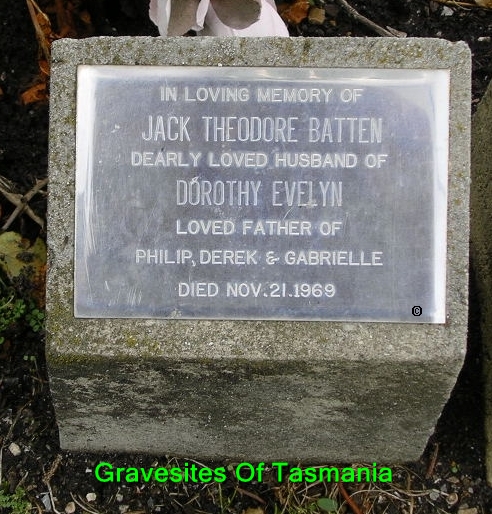 IN LOVING MEMORY OF
JACK THEODORE BATTEN
DEARLY LOVED HUSBAND OF
DOROTHY EVELYN
LOVED FATHER OF
PHILIP, DEREK & GABRIELLE
DIED NOV. 21. 1969
©
Gravesites Of Tasmania